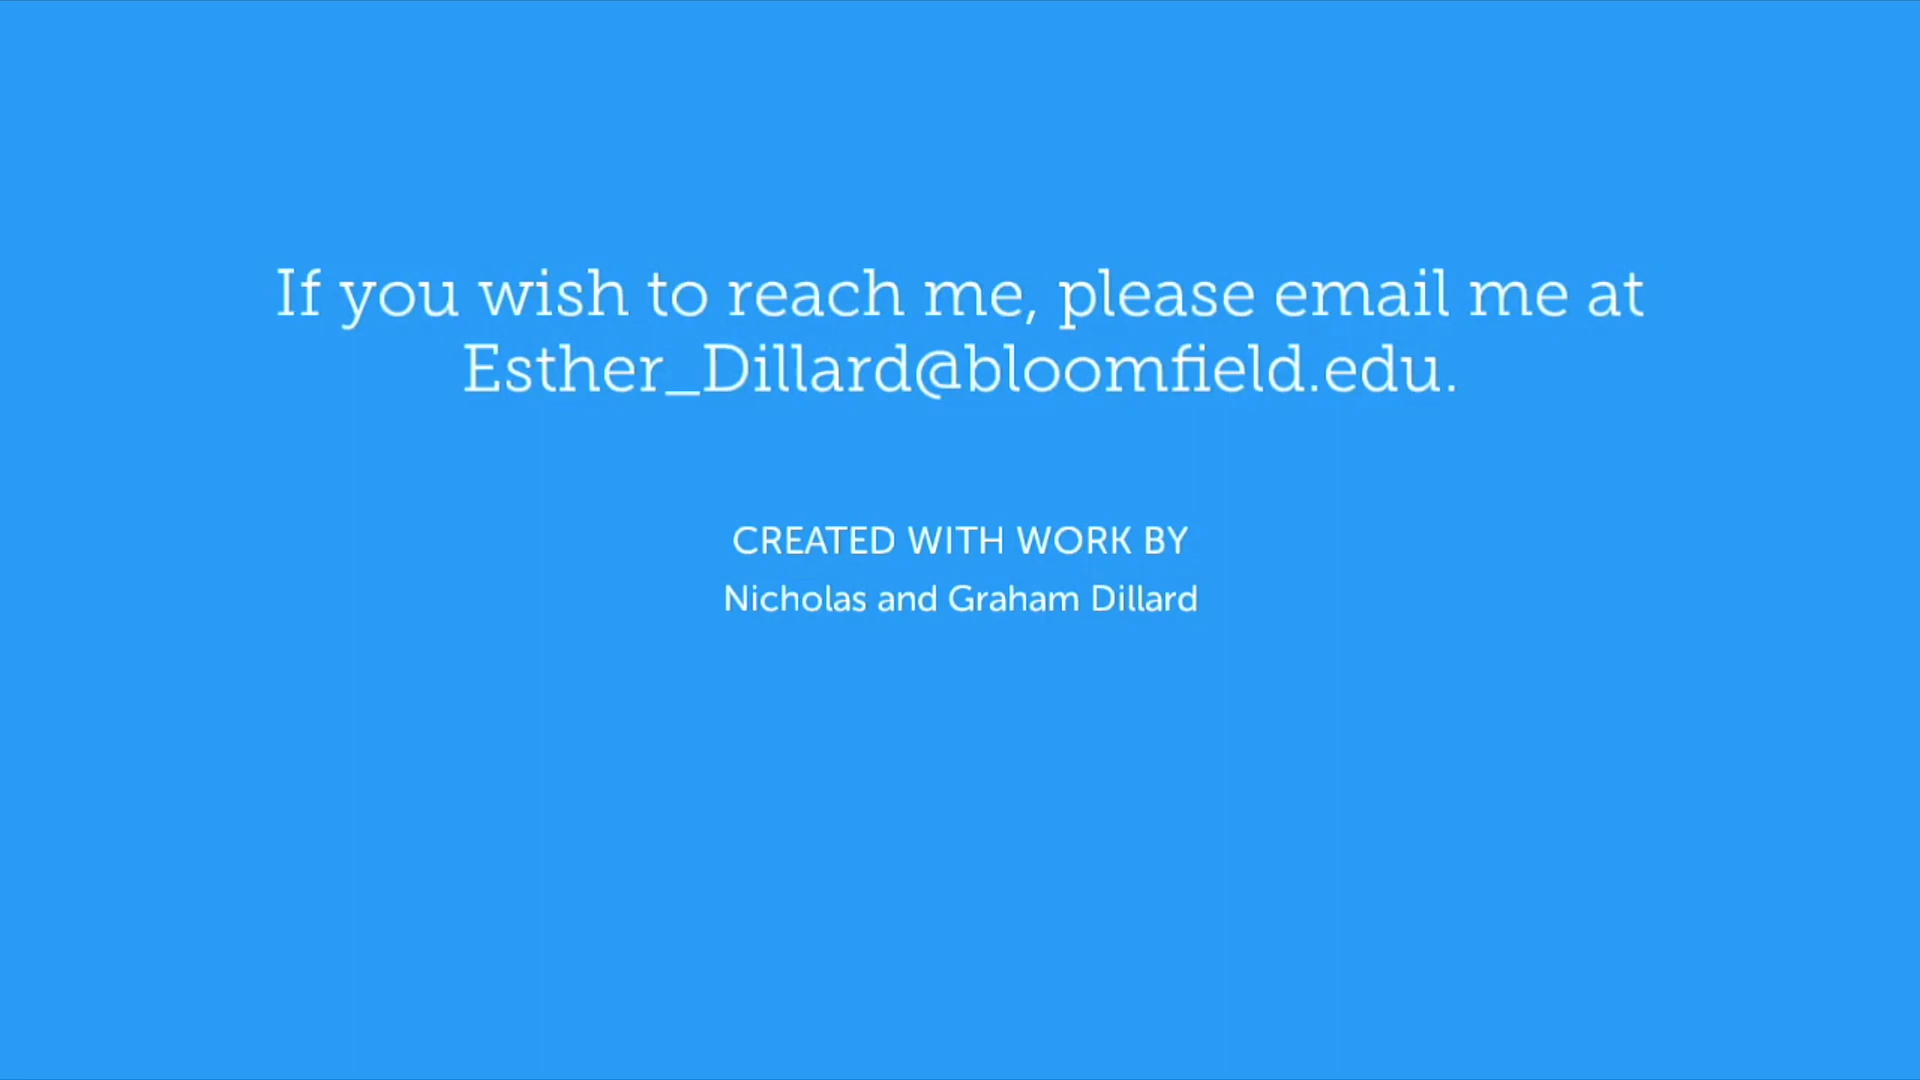 If you wish to reach me, please email me at
Esther_Dillard@bloomfield.edu.
CREATED WITH WORK BY
Nicholas and Graham Dillard